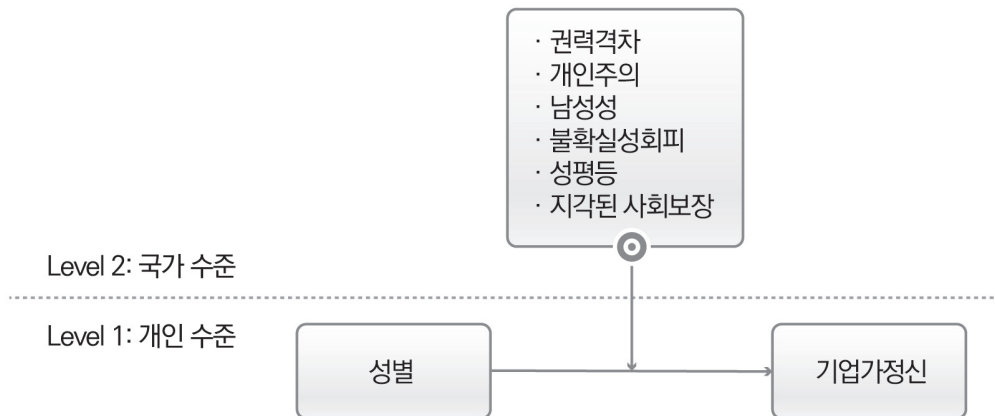 · 권력격차
· 개인주의
· 남성성
· 불확실성회피
· 성평등
· 지각된 사회보장
Level 2: 국가 수준
Level 1: 개인 수준
성별
기업가정신